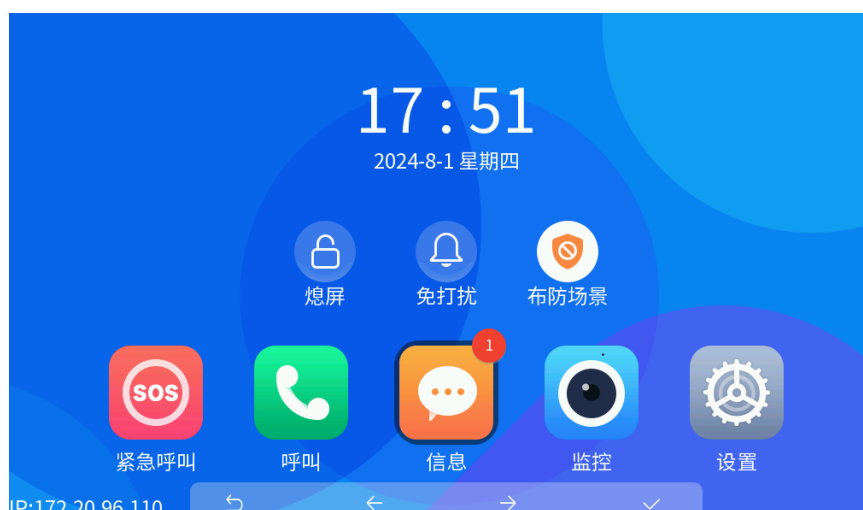 17:51
2024-8-1 星期四
熄屏 免打扰 布防场景
1
SOS
紧急呼叫 呼叫 信息 监控 设置
IP:172.20.96.110